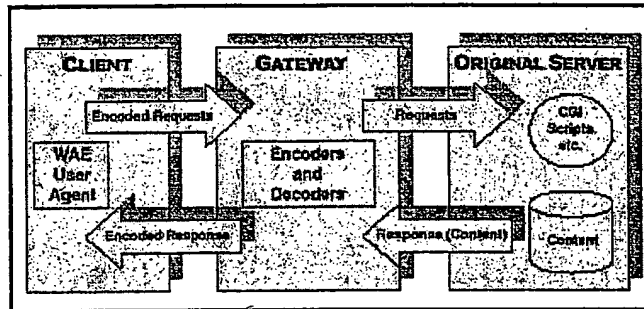 CLIENT
GATEWAY
ORIGINAL SERVER
Encoded Requests
Requests
CGI
Scripts,
etc.
WAE
User
Agent
Encoders
and
Decoders
Encoded Response
Response (Content)
Content